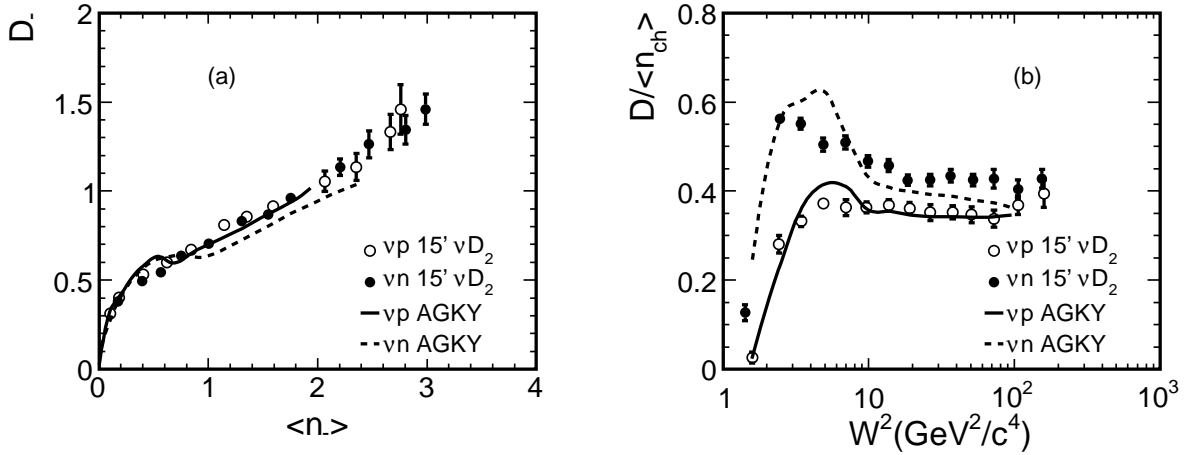 D-
2
1.5
1
0.5
0
0 1 2 3 4
<n->
(a)
νp 15' νD2
νn 15' νD2
νp AGKY
νn AGKY
D/<nch>
0.8
0.6
0.4
0.2
0
1 10 10² 10³
W²(GeV²/c⁴)
(b)
νp 15' νD2
νn 15' νD2
νp AGKY
νn AGKY